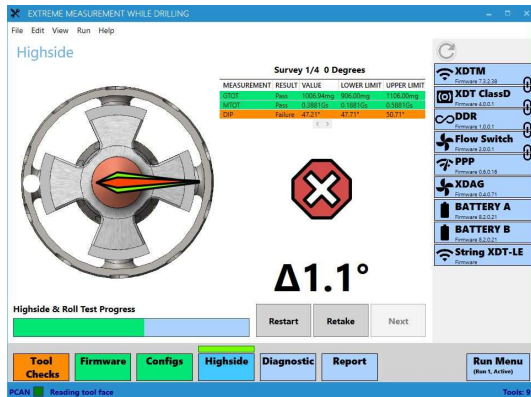 EXTREME MEASUREMENT WHILE DRILLING
File Edit View Run Help
Highside
Survey 1/4 0 Degrees
MEASUREMENT RESULT VALUE LOWER LIMIT UPPER LIMIT
GTOT Pass 1006.94mg 906.00mg 1106.00mg
MTOT Pass 0.3881Gs 0.1881Gs 0.5881Gs
DIP Failure 47.21° 47.71° 50.71°
Δ1.1°
Highside & Roll Test Progress
Restart Retake Next
XDTM
Firmware 7.3.2.38
XDT ClassD
Firmware 4.0.0.1
DDR
Firmware 1.0.0.1
Flow Switch
Firmware 2.0.0.1
PPP
Firmware 0.6.0.16
XDAG
Firmware 0.4.0.71
BATTERY A
Firmware 8.2.0.21
BATTERY B
Firmware 8.2.0.21
String XDT-LE
Firmware
Tool Checks
Firmware
Configs
Highside
Diagnostic
Report
Run Menu
(Run 1, Active)
PCAN Reading tool face
Tools: 9